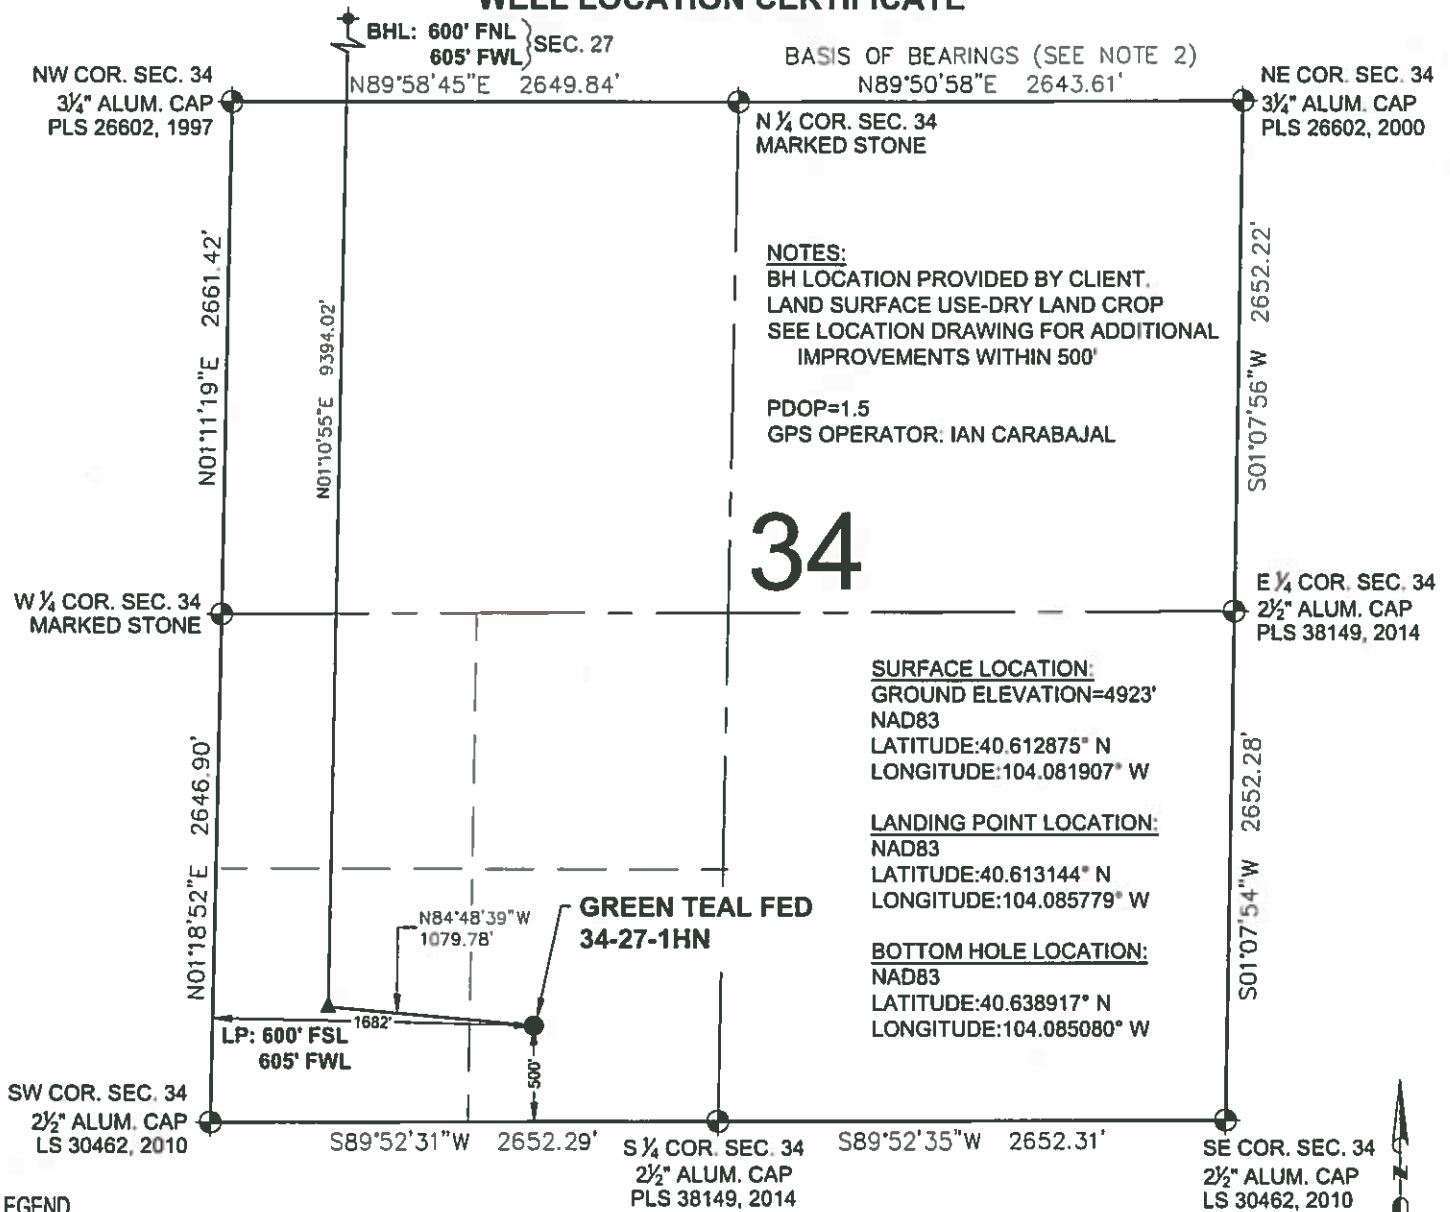 WELL LOCATION CERTIFICATE
BHL: 600' FNL
605' FWL
SEC. 27
BASIS OF BEARINGS (SEE NOTE 2)
NW COR. SEC. 34
3¼" ALUM. CAP
PLS 26602, 1997
N89°58'45"E 2649.84'
N89°50'58"E 2643.61'
NE COR. SEC. 34
3¼" ALUM. CAP
PLS 26602, 2000
N ¼ COR. SEC. 34
MARKED STONE
N01°11'19"E 2661.42'
N01°10'55"E 9394.02'
NOTES:
BH LOCATION PROVIDED BY CLIENT.
LAND SURFACE USE-DRY LAND CROP
SEE LOCATION DRAWING FOR ADDITIONAL
IMPROVEMENTS WITHIN 500'
PDOP=1.5
GPS OPERATOR: IAN CARABAJAL
S01°07'56"W 2652.22'
34
W ¼ COR. SEC. 34
MARKED STONE
E ¼ COR. SEC. 34
2½" ALUM. CAP
PLS 38149, 2014
SURFACE LOCATION:
GROUND ELEVATION=4923'
NAD83
LATITUDE:40.612875° N
LONGITUDE:104.081907° W
LANDING POINT LOCATION:
NAD83
LATITUDE:40.613144° N
LONGITUDE:104.085779° W
BOTTOM HOLE LOCATION:
NAD83
LATITUDE:40.638917° N
LONGITUDE:104.085080° W
N01°18'52"E 2646.90'
S01°07'54"W 2652.28'
N84°48'39"W
1079.78'
GREEN TEAL FED
34-27-1HN
1682'
LP: 600' FSL
605' FWL
500'
SW COR. SEC. 34
2½" ALUM. CAP
LS 30462, 2010
S89°52'31"W 2652.29'
S ¼ COR. SEC. 34
2½" ALUM. CAP
PLS 38149, 2014
S89°52'35"W 2652.31'
SE COR. SEC. 34
2½" ALUM. CAP
LS 30462, 2010
N
EGEND